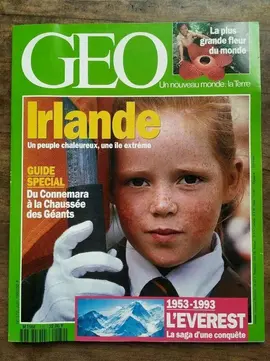 GEO
La plus
grande fleur
du monde
Un nouveau monde : la Terre
Irlande
Un peuple chaleureux, une île extrême
GUIDE
SPECIAL
Du Connemara
à la Chaussée
des Géants
1953-1993
L'EVEREST
La saga d'une conquête